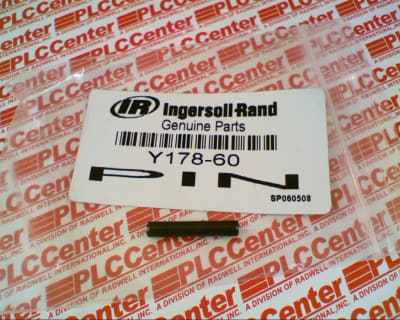 IR Ingersoll-Rand
Genuine Parts
Y178-60
PIN
SP060508
PLCCenter
A DIVISION OF RADWELL INTERNATIONAL, INC.